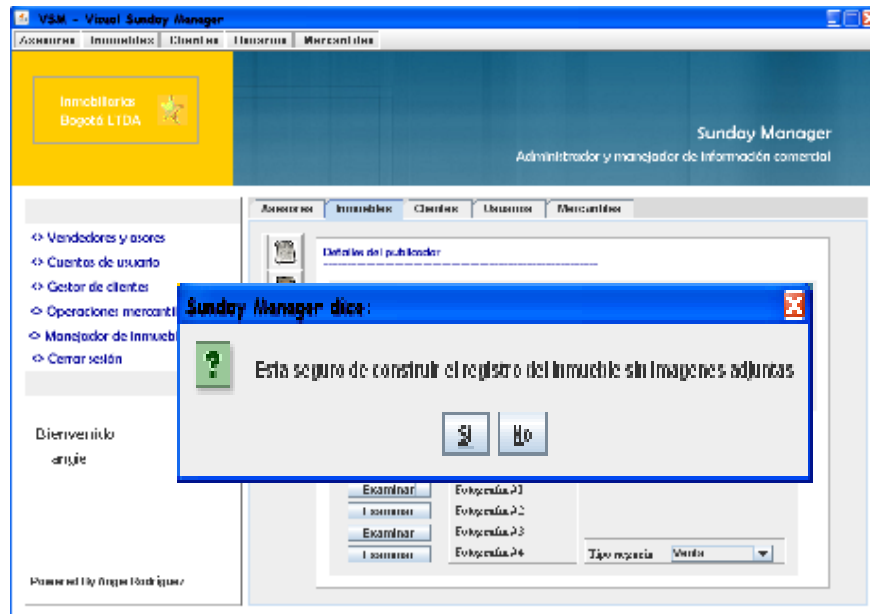 VSM - Visual Sunday Manager
Asesores Inmuebles Clientes Usuarios Mercantiles
Inmobiliarias
Bogotá LTDA
Sunday Manager
Administrador y manejador de información comercial
Asesores Inmuebles Clientes Usuarios Mercantiles
<> Vendedores y asores
<> Cuentas de usuario
<> Gestor de clientes
<> Operaciones mercanti
<> Manejador de inmuebl
<> Cerrar sesión
Bienvenido
angie
Powered By Angie Rodriguez
Detalles del publicador
Sunday Manager dice:
Esta seguro de construir el registro del inmueble sin imagenes adjuntas
Si No
Examinar Fotografia #1
Examinar Fotografia #2
Examinar Fotografia #3
Examinar Fotografia #4
Tipo negocio Venta